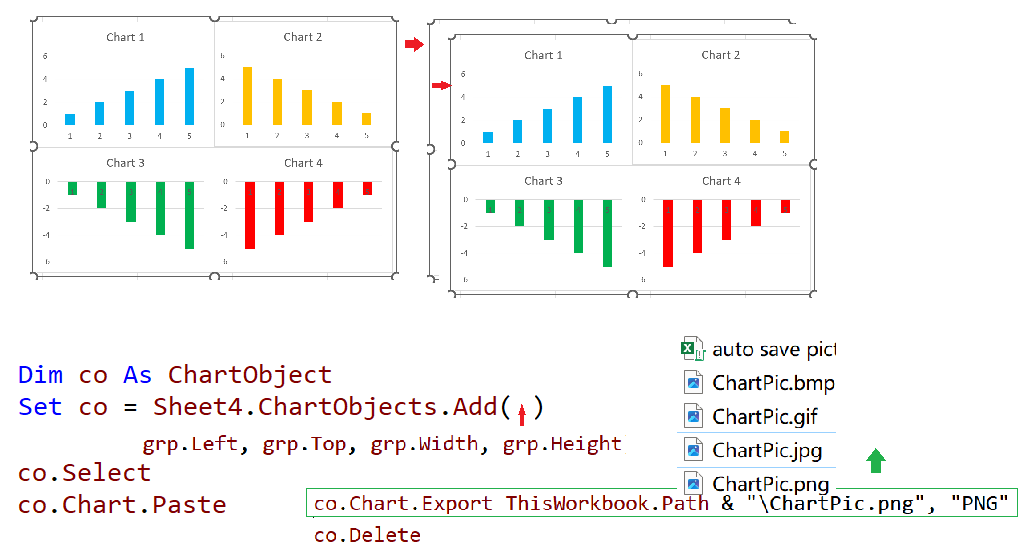 Chart 1
Chart 2
6
4
2
0
1 2 3 4 5
6
4
2
0
1 2 3 4 5
Chart 3
Chart 4
0
-2
-4
6
0
-2
-4
6
Chart 1
Chart 2
6
4
2
0
1 2 3 4 5
6
4
2
0
1 2 3 4 5
Chart 3
Chart 4
0
-2
-4
6
0
-2
-4
6
Dim co As ChartObject
Set co = Sheet4.ChartObjects.Add( )
grp.Left, grp.Top, grp.Width, grp.Height
co.Select
co.Chart.Paste
auto save pict
ChartPic.bmp
ChartPic.gif
ChartPic.jpg
ChartPic.png
co.Chart.Export ThisWorkbook.Path & "\ChartPic.png", "PNG"
co.Delete